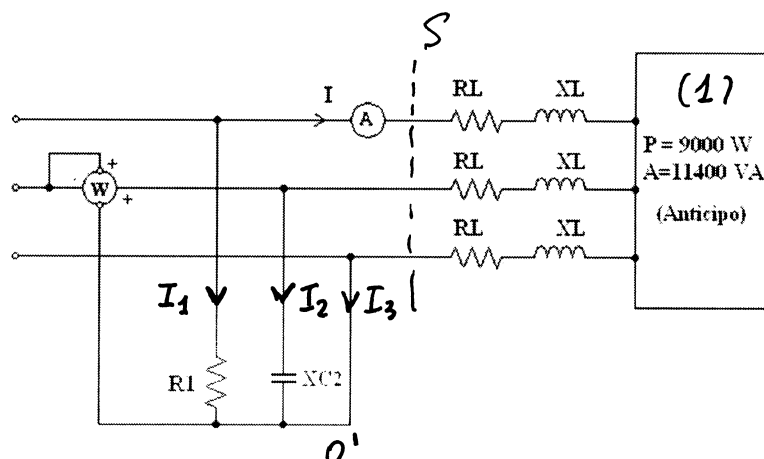 S
I
A
RL
XL
(1)
P = 9000 W
A=11400 VA
(Anticipo)
+
W
+
RL
XL
RL
XL
I1
I2
I3
R1
XC2
O'